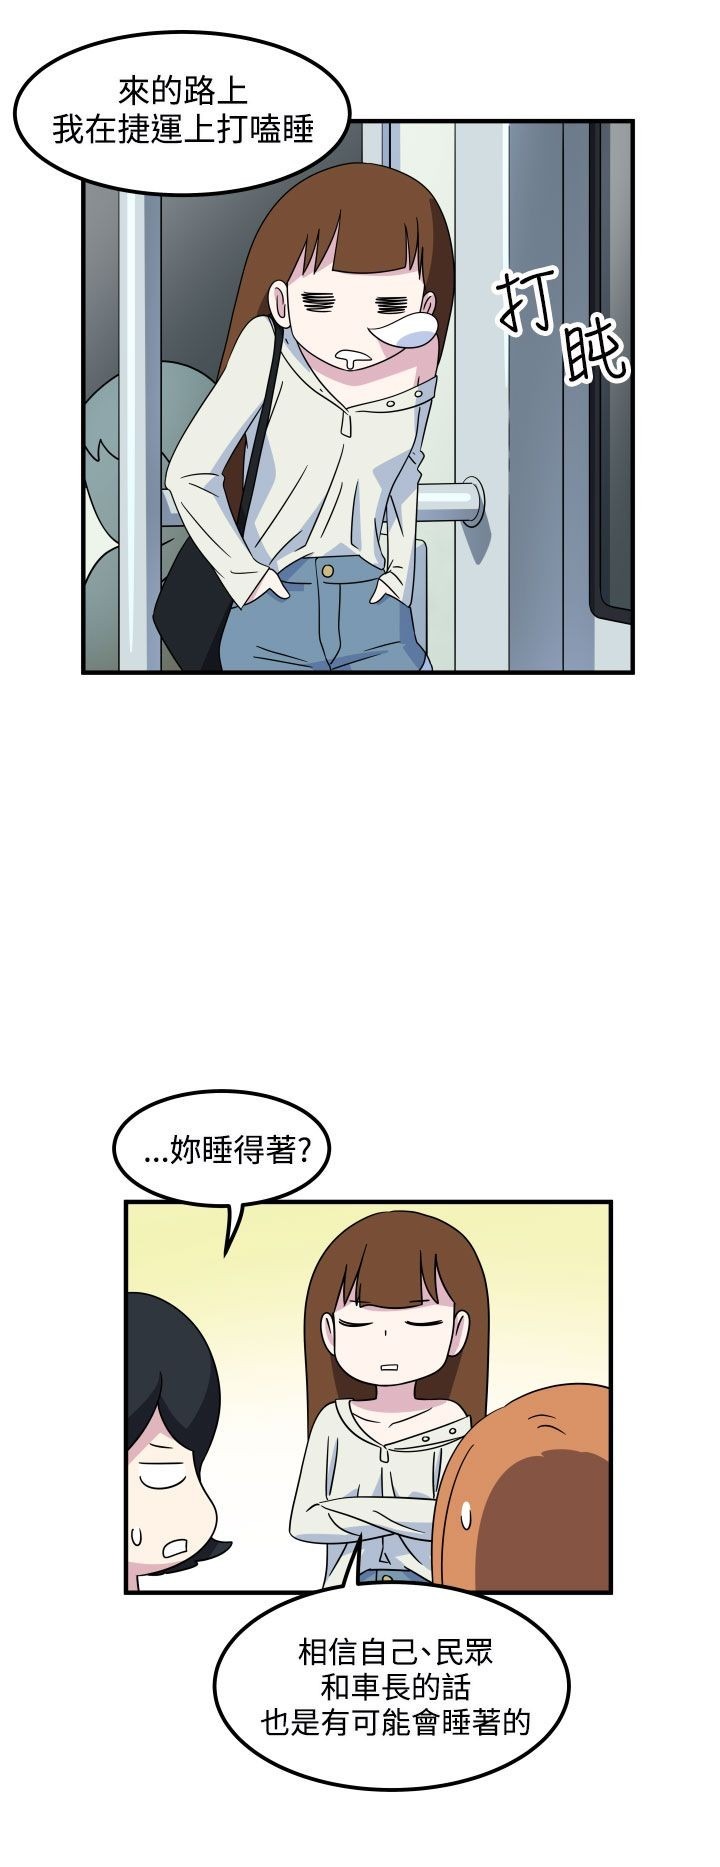 來的路上
我在捷運上打嗑睡
打
盹
...妳睡得著?
相信自己、民眾
和車長的話
也是有可能會睡著的